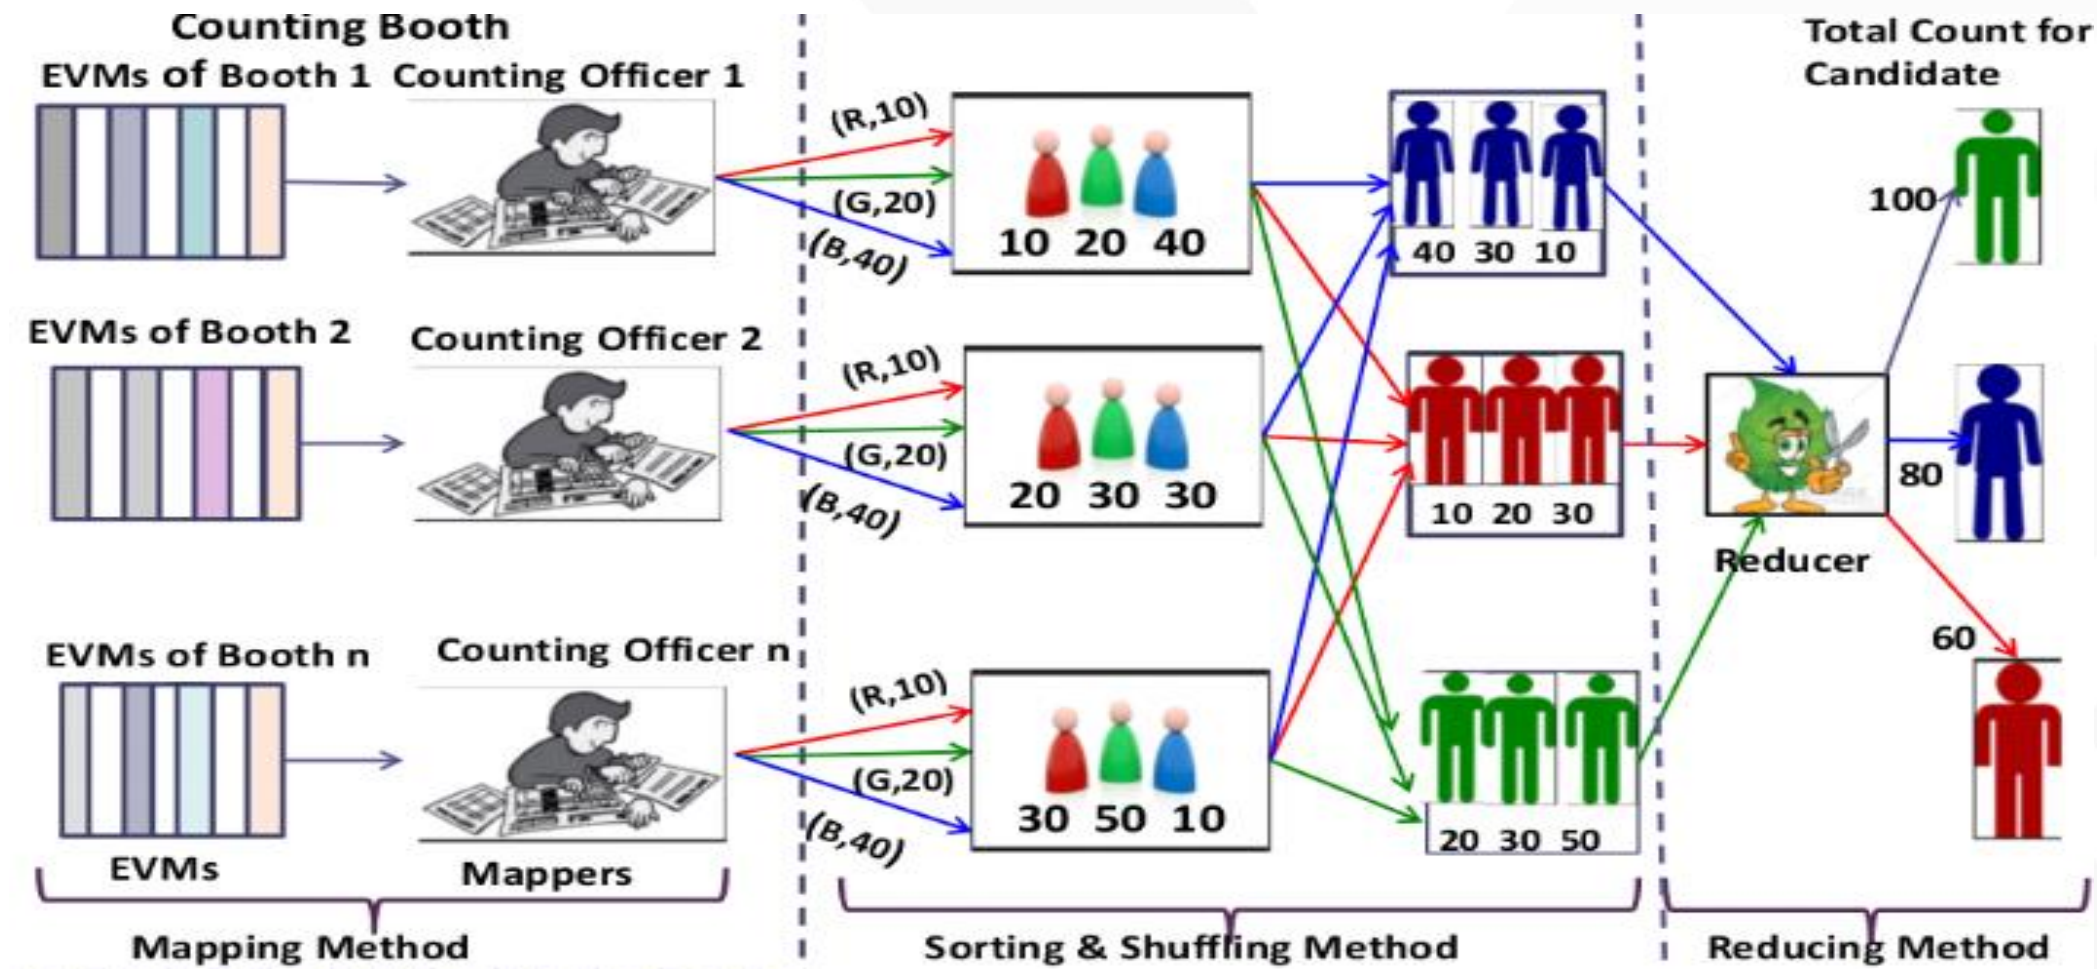 Counting Booth
EVMs of Booth 1 Counting Officer 1
(R,10)
(G,20)
(B,40)
10 20 40
40 30 10
Total Count for
Candidate
100
EVMs of Booth 2
Counting Officer 2
(R,10)
(G,20)
(B,40)
20 30 30
10 20 30
Reducer
80
60
EVMs of Booth n
Counting Officer n
(R,10)
(G,20)
(B,40)
30 50 10
20 30 50
EVMs
Mappers
Mapping Method
Sorting & Shuffling Method
Reducing Method